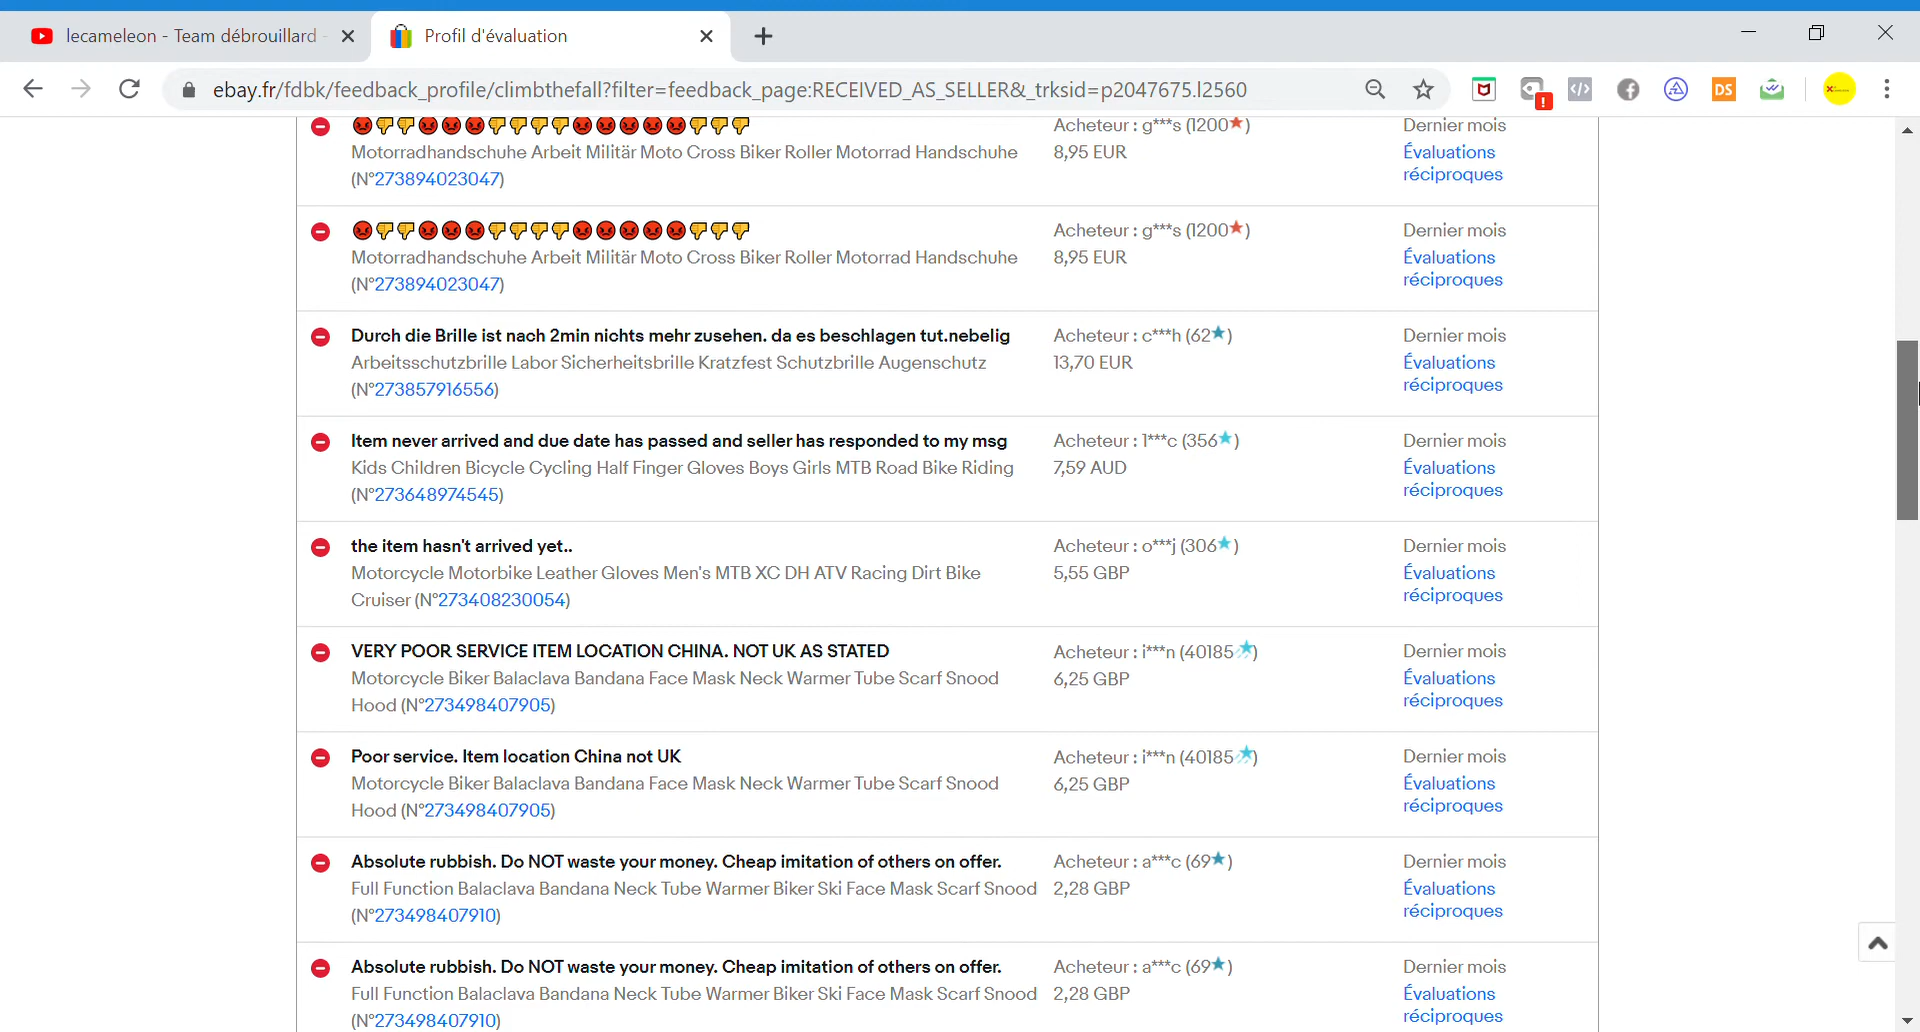 lecameleon - Team débrouillard -
Profil d'évaluation
ebay.fr/fdbk/feedback_profile/climbthefall?filter=feedback_page:RECEIVED_AS_SELLER&_trksid=p2047675.l2560
DS
😡👎👎😡😡😡👎👎👎👎😡😡😡😡😡👎👎👎 Acheteur : g***s (1200★) Dernier mois
Motorradhandschuhe Arbeit Militär Moto Cross Biker Roller Motorrad Handschuhe 8,95 EUR Évaluations
(N°273894023047) réciproques
😡👎👎😡😡😡👎👎👎👎😡😡😡😡😡👎👎👎 Acheteur : g***s (1200★) Dernier mois
Motorradhandschuhe Arbeit Militär Moto Cross Biker Roller Motorrad Handschuhe 8,95 EUR Évaluations
(N°273894023047) réciproques
Durch die Brille ist nach 2min nichts mehr zusehen. da es beschlagen tut.nebelig Acheteur : c***h (62★) Dernier mois
Arbeitsschutzbrille Labor Sicherheitsbrille Kratzfest Schutzbrille Augenschutz 13,70 EUR Évaluations
(N°273857916556) réciproques
Item never arrived and due date has passed and seller has responded to my msg Acheteur : l***c (356★) Dernier mois
Kids Children Bicycle Cycling Half Finger Gloves Boys Girls MTB Road Bike Riding 7,59 AUD Évaluations
(N°273648974545) réciproques
the item hasn't arrived yet.. Acheteur : o***j (306★) Dernier mois
Motorcycle Motorbike Leather Gloves Men's MTB XC DH ATV Racing Dirt Bike 5,55 GBP Évaluations
Cruiser (N°273408230054) réciproques
VERY POOR SERVICE ITEM LOCATION CHINA. NOT UK AS STATED Acheteur : i***n (40185★) Dernier mois
Motorcycle Biker Balaclava Bandana Face Mask Neck Warmer Tube Scarf Snood 6,25 GBP Évaluations
Hood (N°273498407905) réciproques
Poor service. Item location China not UK Acheteur : i***n (40185★) Dernier mois
Motorcycle Biker Balaclava Bandana Face Mask Neck Warmer Tube Scarf Snood 6,25 GBP Évaluations
Hood (N°273498407905) réciproques
Absolute rubbish. Do NOT waste your money. Cheap imitation of others on offer. Acheteur : a***c (69★) Dernier mois
Full Function Balaclava Bandana Neck Tube Warmer Biker Ski Face Mask Scarf Snood 2,28 GBP Évaluations
(N°273498407910) réciproques
Absolute rubbish. Do NOT waste your money. Cheap imitation of others on offer. Acheteur : a***c (69★) Dernier mois
Full Function Balaclava Bandana Neck Tube Warmer Biker Ski Face Mask Scarf Snood 2,28 GBP Évaluations
(N°273498407910) réciproques